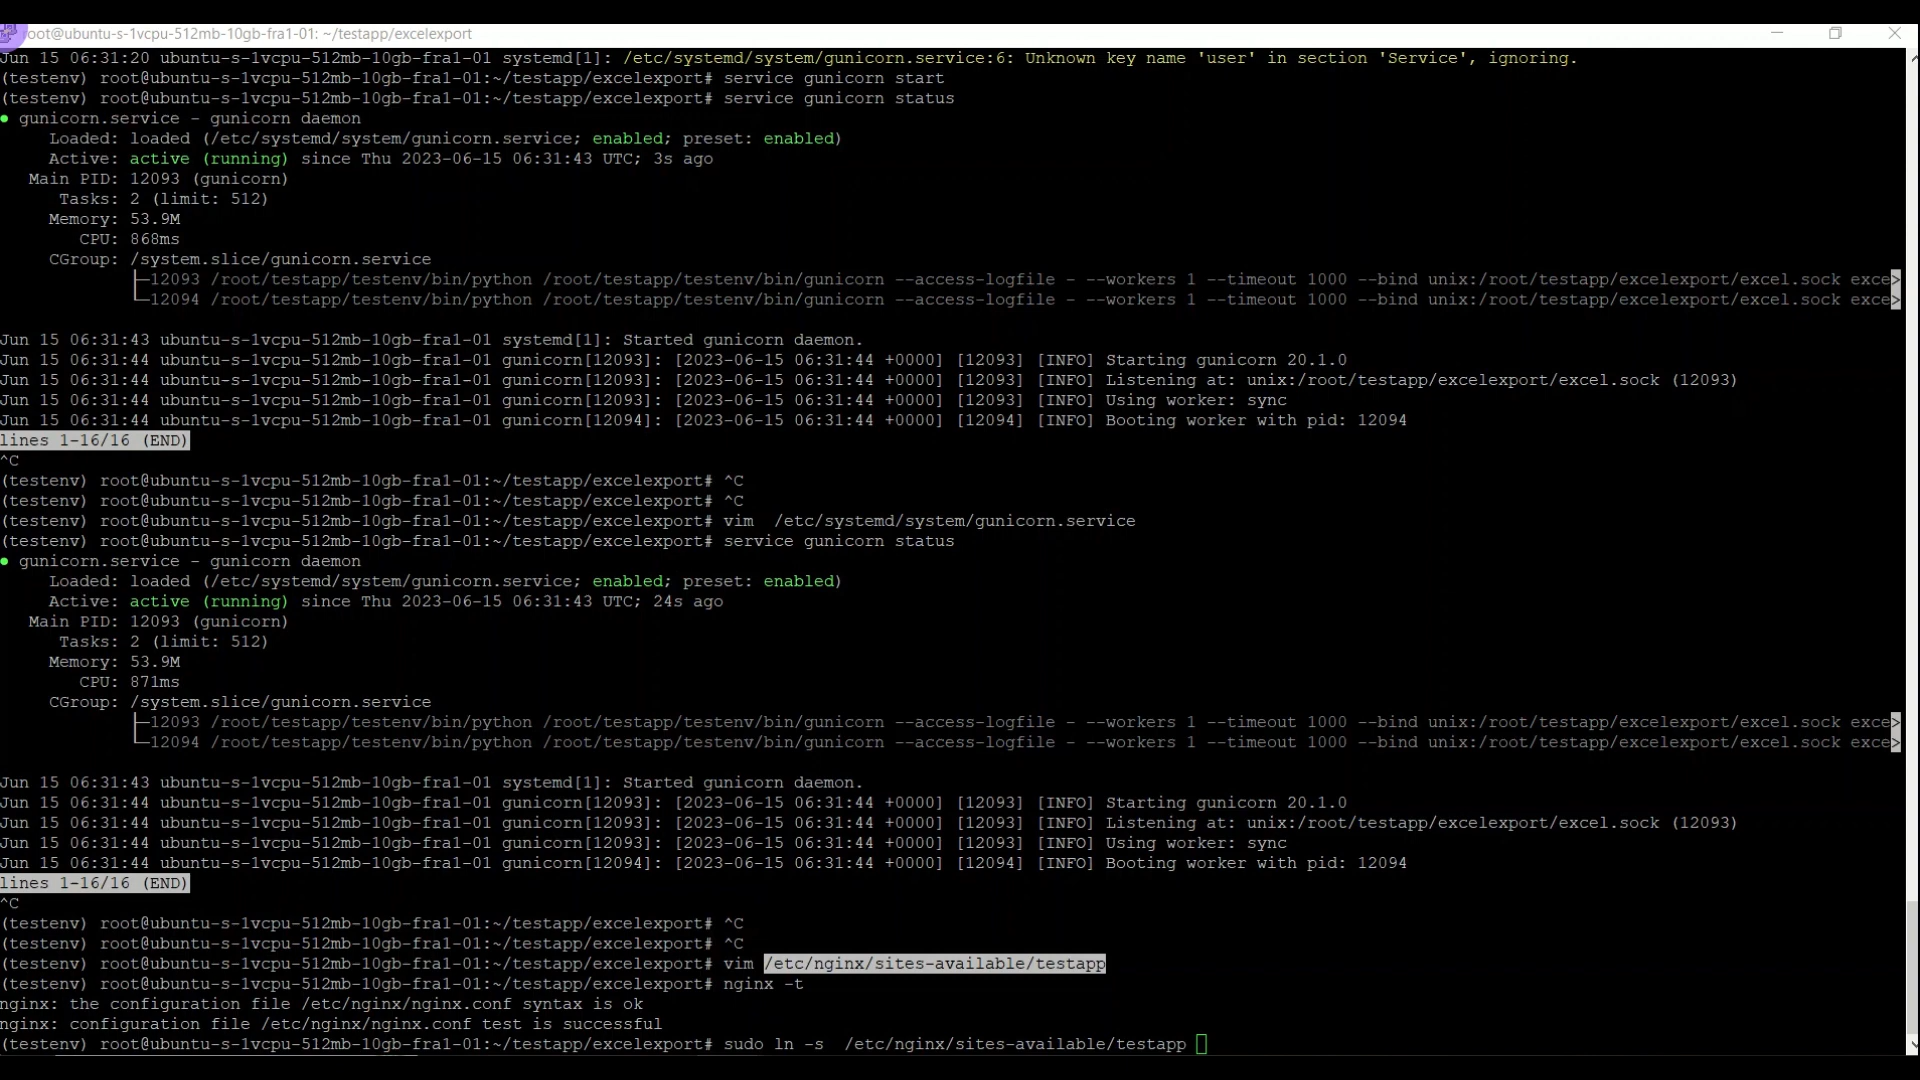 root@ubuntu-s-1vcpu-512mb-10gb-fra1-01: ~/testapp/excelexport
Jun 15 06:31:20 ubuntu-s-1vcpu-512mb-10gb-fra1-01 systemd[1]: /etc/systemd/system/gunicorn.service:6: Unknown key name 'user' in section 'Service', ignoring.
(testenv) root@ubuntu-s-1vcpu-512mb-10gb-fra1-01:~/testapp/excelexport# service gunicorn start
(testenv) root@ubuntu-s-1vcpu-512mb-10gb-fra1-01:~/testapp/excelexport# service gunicorn status
● gunicorn.service - gunicorn daemon
Loaded: loaded (/etc/systemd/system/gunicorn.service; enabled; preset: enabled)
Active: active (running) since Thu 2023-06-15 06:31:43 UTC; 3s ago
Main PID: 12093 (gunicorn)
Tasks: 2 (limit: 512)
Memory: 53.9M
CPU: 868ms
CGroup: /system.slice/gunicorn.service
├─12093 /root/testapp/testenv/bin/python /root/testapp/testenv/bin/gunicorn --access-logfile - --workers 1 --timeout 1000 --bind unix:/root/testapp/excelexport/excel.sock exce>
└─12094 /root/testapp/testenv/bin/python /root/testapp/testenv/bin/gunicorn --access-logfile - --workers 1 --timeout 1000 --bind unix:/root/testapp/excelexport/excel.sock exce>
Jun 15 06:31:43 ubuntu-s-1vcpu-512mb-10gb-fra1-01 systemd[1]: Started gunicorn daemon.
Jun 15 06:31:44 ubuntu-s-1vcpu-512mb-10gb-fra1-01 gunicorn[12093]: [2023-06-15 06:31:44 +0000] [12093] [INFO] Starting gunicorn 20.1.0
Jun 15 06:31:44 ubuntu-s-1vcpu-512mb-10gb-fra1-01 gunicorn[12093]: [2023-06-15 06:31:44 +0000] [12093] [INFO] Listening at: unix:/root/testapp/excelexport/excel.sock (12093)
Jun 15 06:31:44 ubuntu-s-1vcpu-512mb-10gb-fra1-01 gunicorn[12093]: [2023-06-15 06:31:44 +0000] [12093] [INFO] Using worker: sync
Jun 15 06:31:44 ubuntu-s-1vcpu-512mb-10gb-fra1-01 gunicorn[12094]: [2023-06-15 06:31:44 +0000] [12094] [INFO] Booting worker with pid: 12094
lines 1-16/16 (END)
^C
(testenv) root@ubuntu-s-1vcpu-512mb-10gb-fra1-01:~/testapp/excelexport# ^C
(testenv) root@ubuntu-s-1vcpu-512mb-10gb-fra1-01:~/testapp/excelexport# ^C
(testenv) root@ubuntu-s-1vcpu-512mb-10gb-fra1-01:~/testapp/excelexport# vim  /etc/systemd/system/gunicorn.service
(testenv) root@ubuntu-s-1vcpu-512mb-10gb-fra1-01:~/testapp/excelexport# service gunicorn status
● gunicorn.service - gunicorn daemon
Loaded: loaded (/etc/systemd/system/gunicorn.service; enabled; preset: enabled)
Active: active (running) since Thu 2023-06-15 06:31:43 UTC; 24s ago
Main PID: 12093 (gunicorn)
Tasks: 2 (limit: 512)
Memory: 53.9M
CPU: 871ms
CGroup: /system.slice/gunicorn.service
├─12093 /root/testapp/testenv/bin/python /root/testapp/testenv/bin/gunicorn --access-logfile - --workers 1 --timeout 1000 --bind unix:/root/testapp/excelexport/excel.sock exce>
└─12094 /root/testapp/testenv/bin/python /root/testapp/testenv/bin/gunicorn --access-logfile - --workers 1 --timeout 1000 --bind unix:/root/testapp/excelexport/excel.sock exce>
Jun 15 06:31:43 ubuntu-s-1vcpu-512mb-10gb-fra1-01 systemd[1]: Started gunicorn daemon.
Jun 15 06:31:44 ubuntu-s-1vcpu-512mb-10gb-fra1-01 gunicorn[12093]: [2023-06-15 06:31:44 +0000] [12093] [INFO] Starting gunicorn 20.1.0
Jun 15 06:31:44 ubuntu-s-1vcpu-512mb-10gb-fra1-01 gunicorn[12093]: [2023-06-15 06:31:44 +0000] [12093] [INFO] Listening at: unix:/root/testapp/excelexport/excel.sock (12093)
Jun 15 06:31:44 ubuntu-s-1vcpu-512mb-10gb-fra1-01 gunicorn[12093]: [2023-06-15 06:31:44 +0000] [12093] [INFO] Using worker: sync
Jun 15 06:31:44 ubuntu-s-1vcpu-512mb-10gb-fra1-01 gunicorn[12094]: [2023-06-15 06:31:44 +0000] [12094] [INFO] Booting worker with pid: 12094
lines 1-16/16 (END)
^C
(testenv) root@ubuntu-s-1vcpu-512mb-10gb-fra1-01:~/testapp/excelexport# ^C
(testenv) root@ubuntu-s-1vcpu-512mb-10gb-fra1-01:~/testapp/excelexport# ^C
(testenv) root@ubuntu-s-1vcpu-512mb-10gb-fra1-01:~/testapp/excelexport# vim /etc/nginx/sites-available/testapp
(testenv) root@ubuntu-s-1vcpu-512mb-10gb-fra1-01:~/testapp/excelexport# nginx -t
nginx: the configuration file /etc/nginx/nginx.conf syntax is ok
nginx: configuration file /etc/nginx/nginx.conf test is successful
(testenv) root@ubuntu-s-1vcpu-512mb-10gb-fra1-01:~/testapp/excelexport# sudo ln -s  /etc/nginx/sites-available/testapp